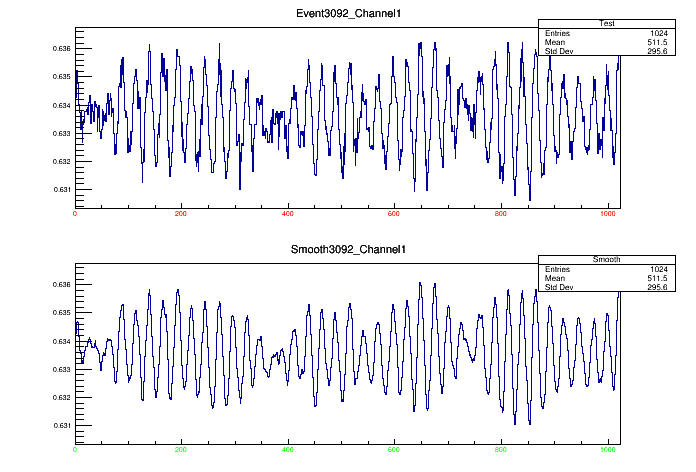 Event3092_Channel1
Test
Entries 1024
Mean 511.5
Std Dev 295.6
0.636
0.635
0.634
0.633
0.632
0.631
0 200 400 600 800 1000
Smooth3092_Channel1
Smooth
Entries 1024
Mean 511.5
Std Dev 295.6
0.636
0.635
0.634
0.633
0.632
0.631
0 200 400 600 800 1000